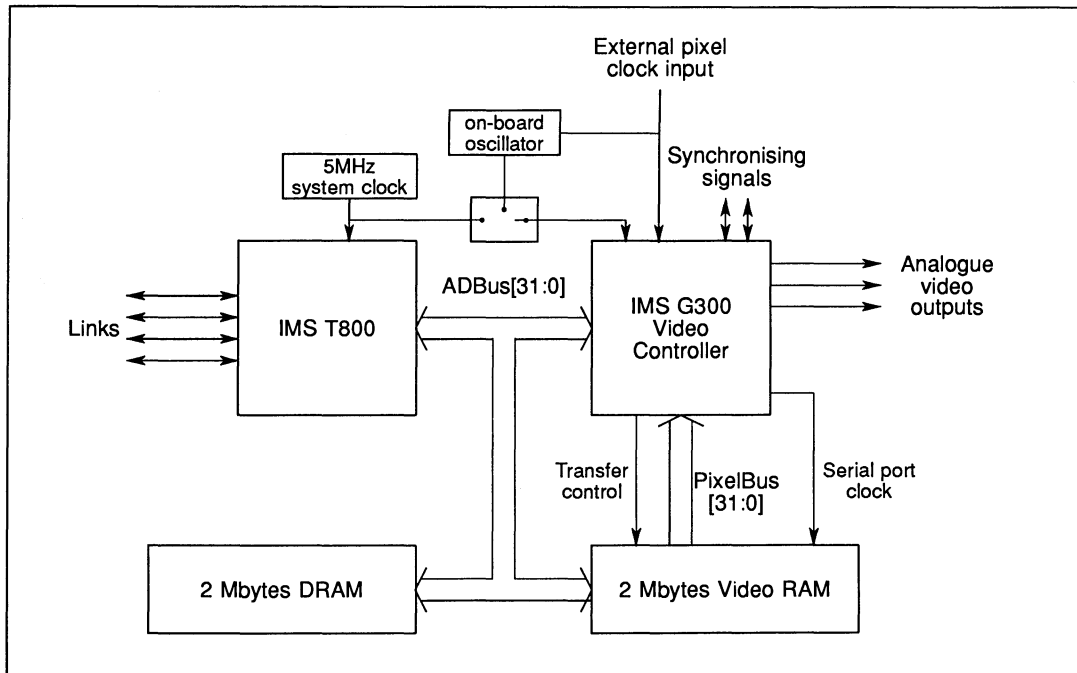 External pixel
clock input
on-board
oscillator
Synchronising
signals
5MHz
system clock
ADBus[31:0]
Links
IMS T800
IMS G300
Video
Controller
Analogue
video
outputs
Transfer
control
PixelBus
[31:0]
Serial port
clock
2 Mbytes DRAM
2 Mbytes Video RAM